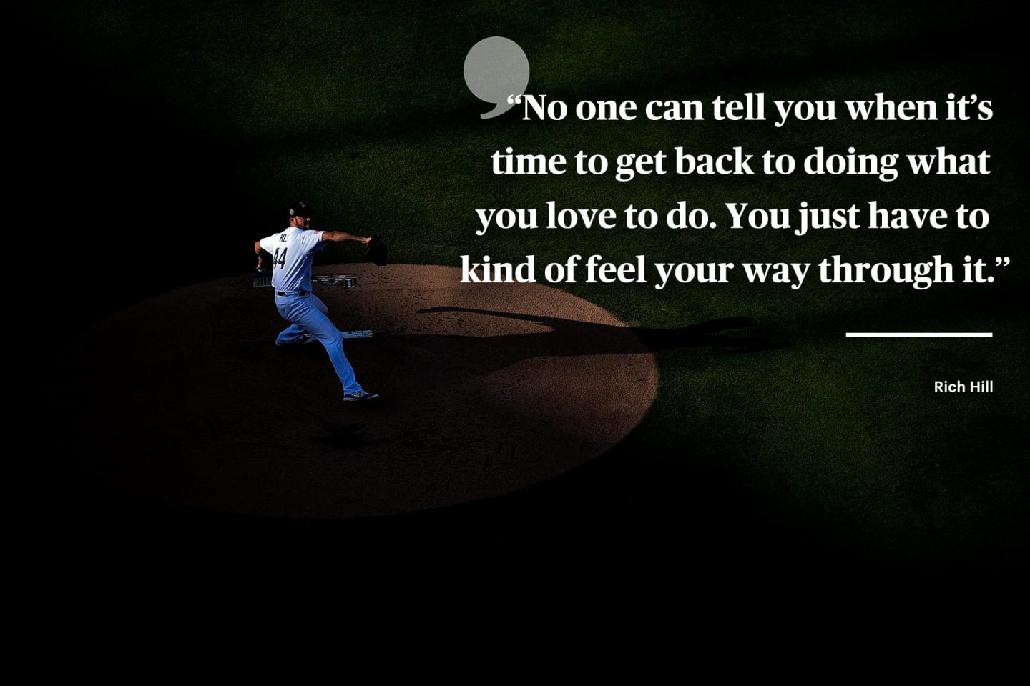 “No one can tell you when it’s
time to get back to doing what
you love to do. You just have to
kind of feel your way through it.”
Rich Hill
44